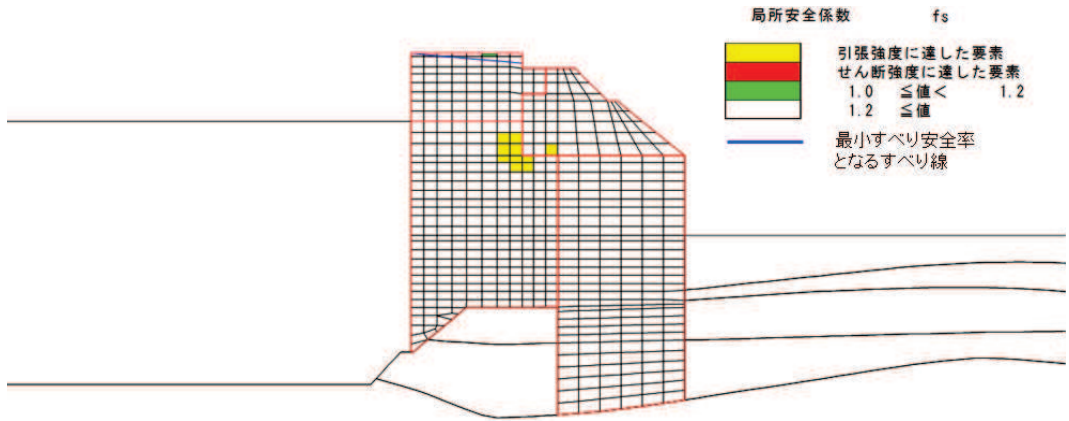 局所安全係数 fs
引張強度に達した要素
せん断強度に達した要素
1.0 ≦値< 1.2
1.2 ≦値
最小すべり安全率
となるすべり線